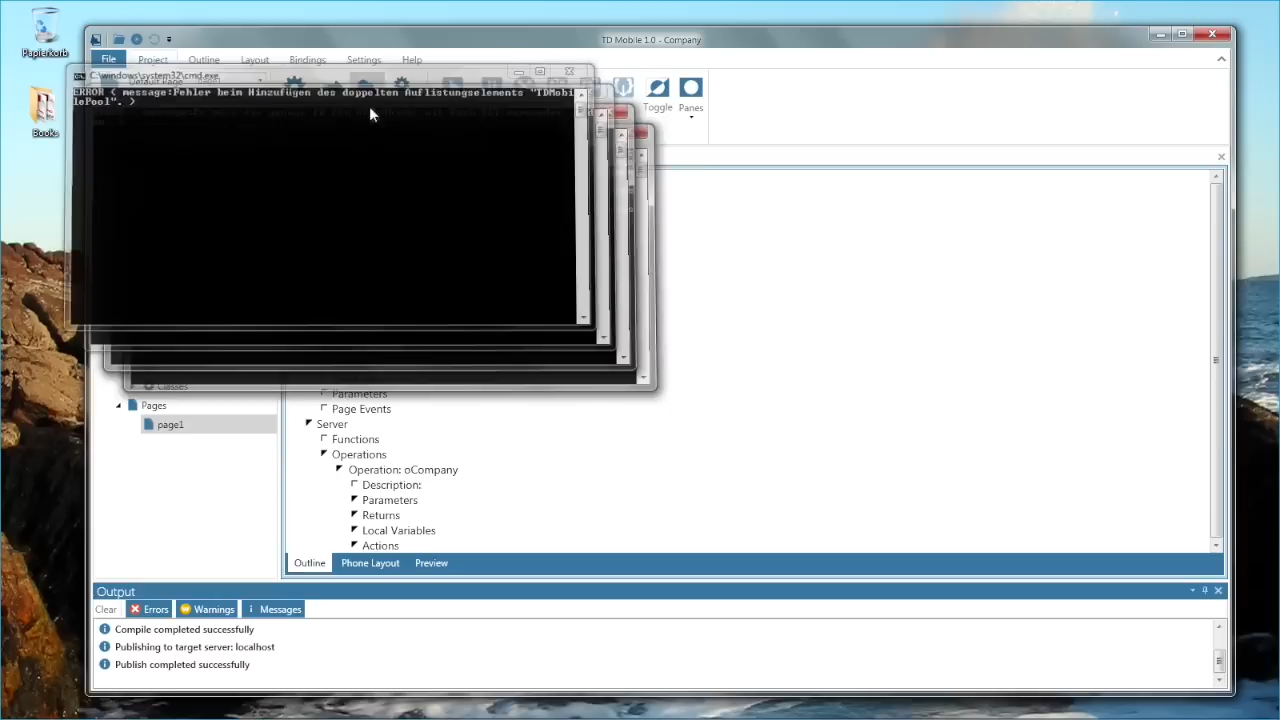 Papierkorb
Books
TD Mobile 1.0 - Company
File Project Outline Layout Bindings Settings Help
C:\windows\system32\cmd.exe
ERROR ( message:Fehler beim Hinzufügen des doppelten Auflistungselements "TDMobi
lePool". )
Toggle Panes
Classes
Pages
page1
Parameters
Page Events
Server
Functions
Operations
Operation: oCompany
Description:
Parameters
Returns
Local Variables
Actions
Outline Phone Layout Preview
Output
Clear Errors Warnings Messages
Compile completed successfully
Publishing to target server: localhost
Publish completed successfully